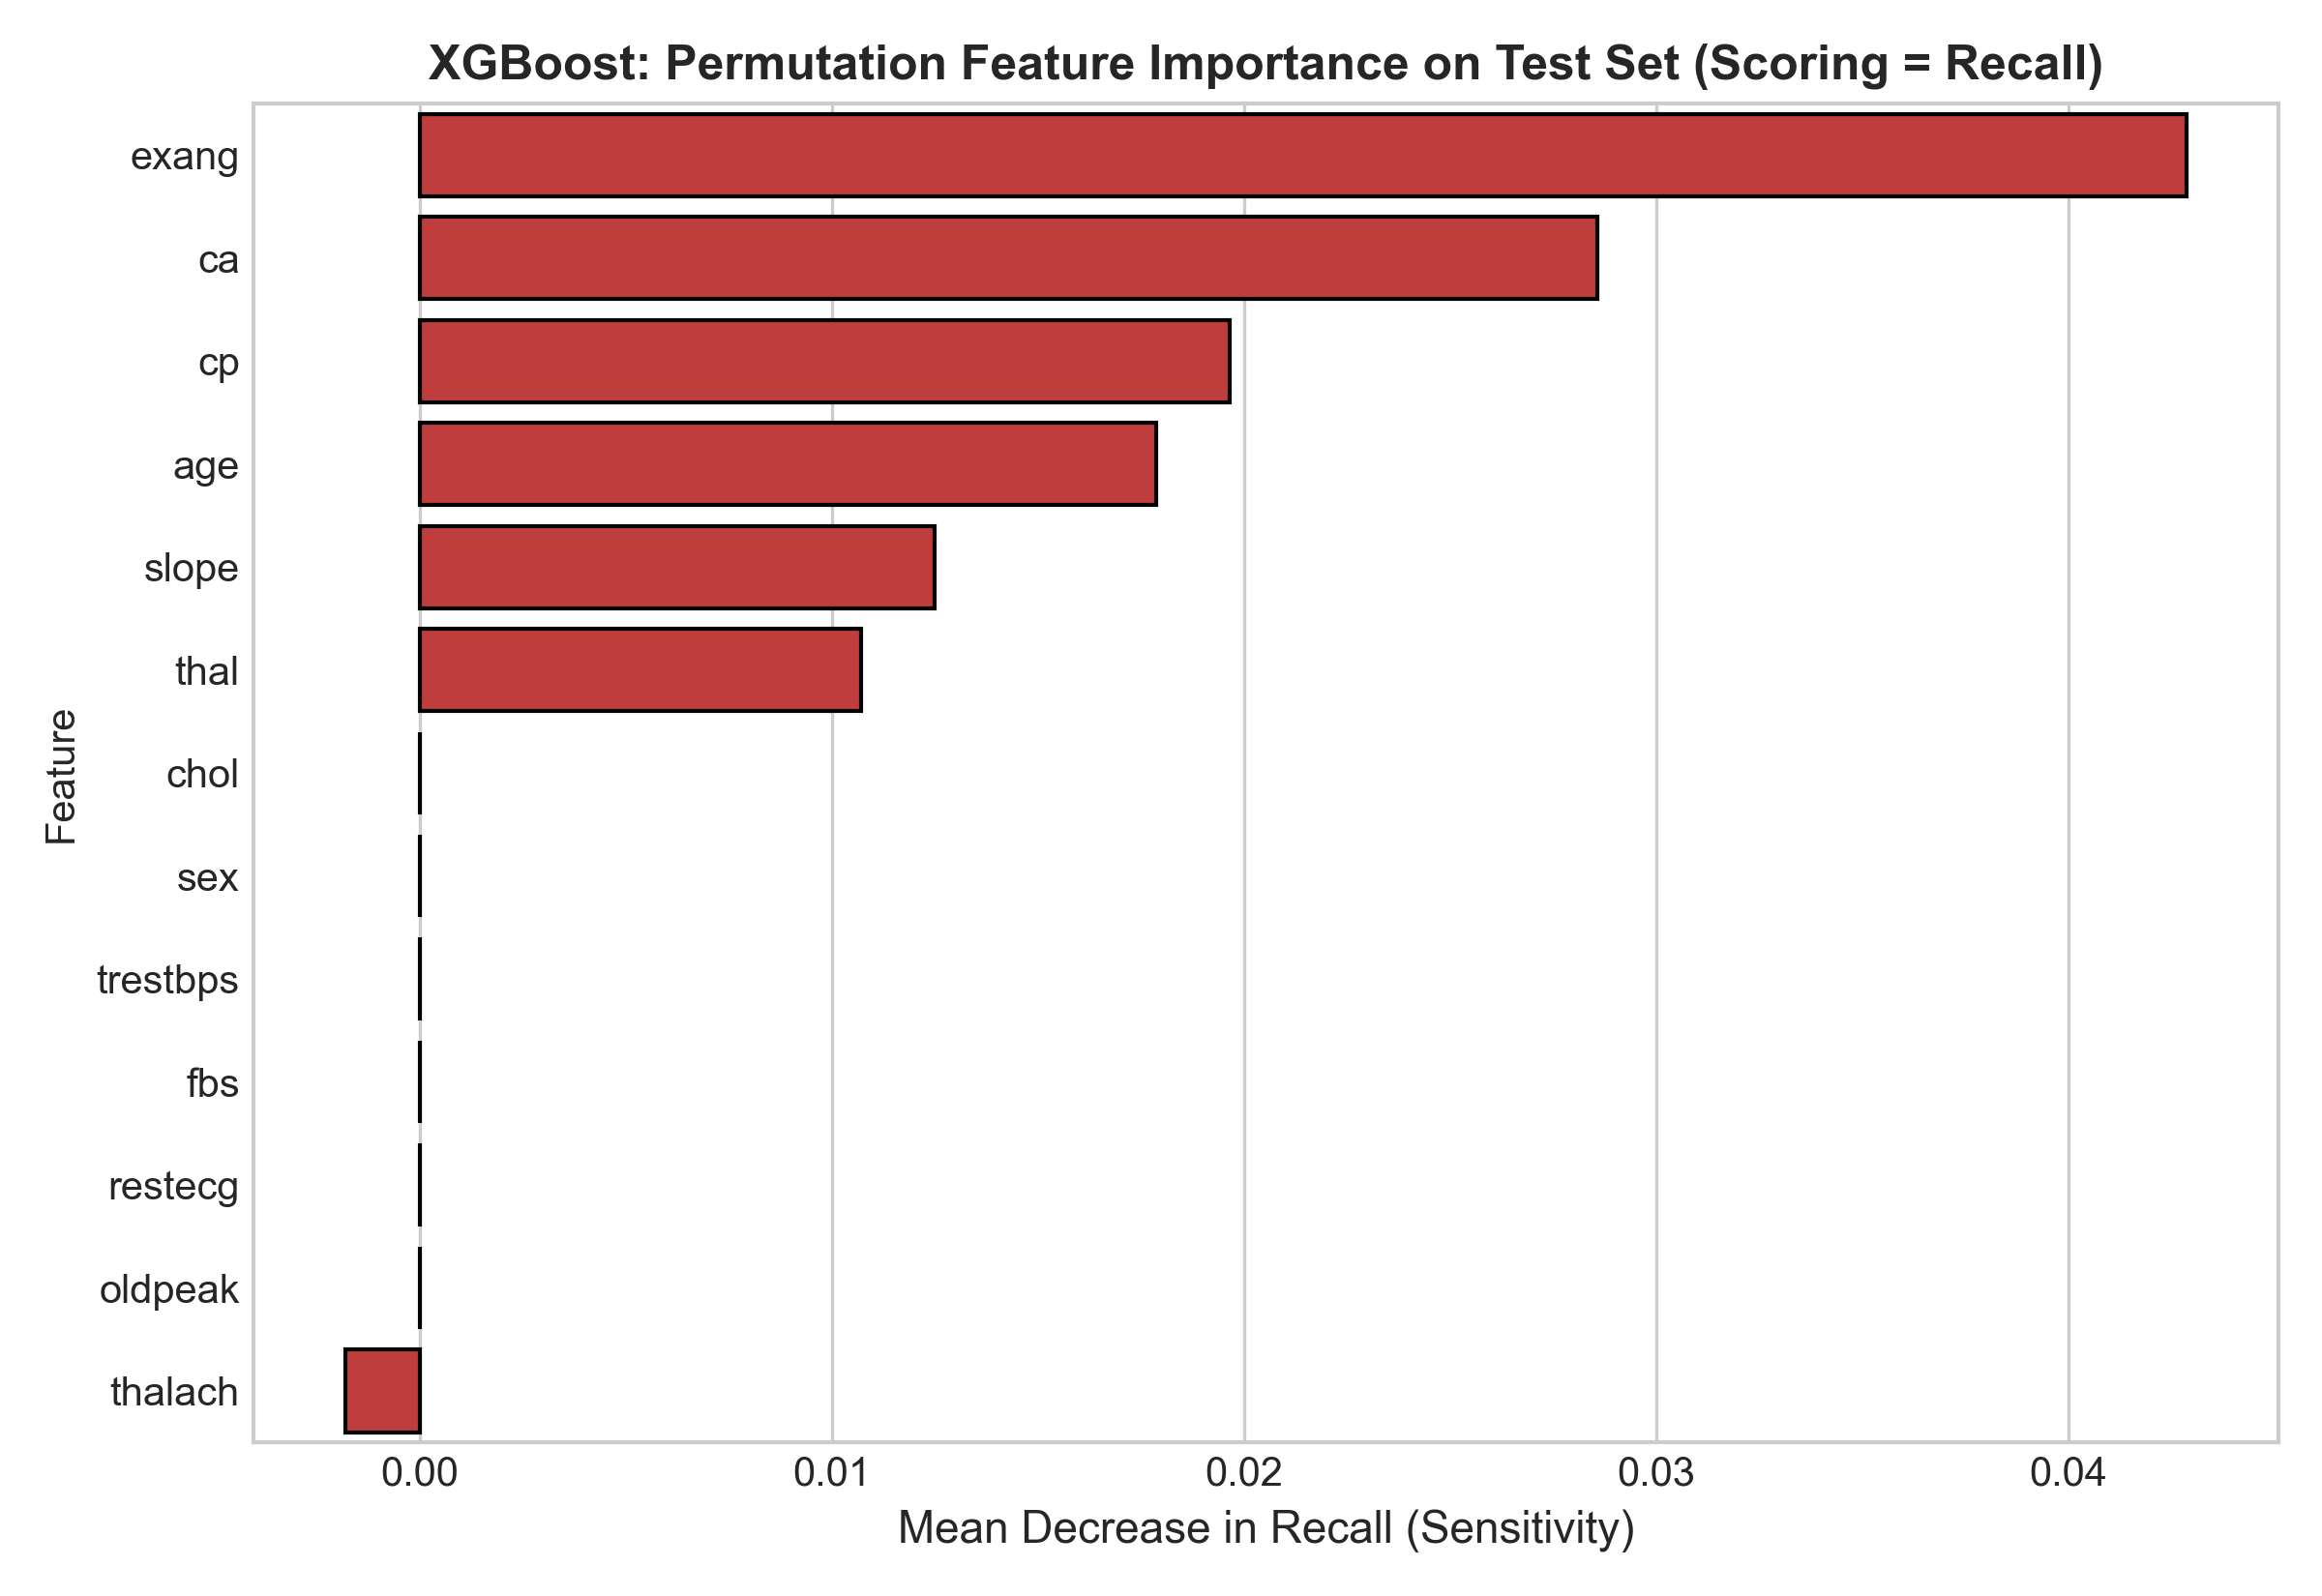 XGBoost: Permutation Feature Importance on Test Set (Scoring = Recall)
Feature
exang
ca
cp
age
slope
thal
chol
sex
trestbps
fbs
restecg
oldpeak
thalach
0.00 0.01 0.02 0.03 0.04
Mean Decrease in Recall (Sensitivity)